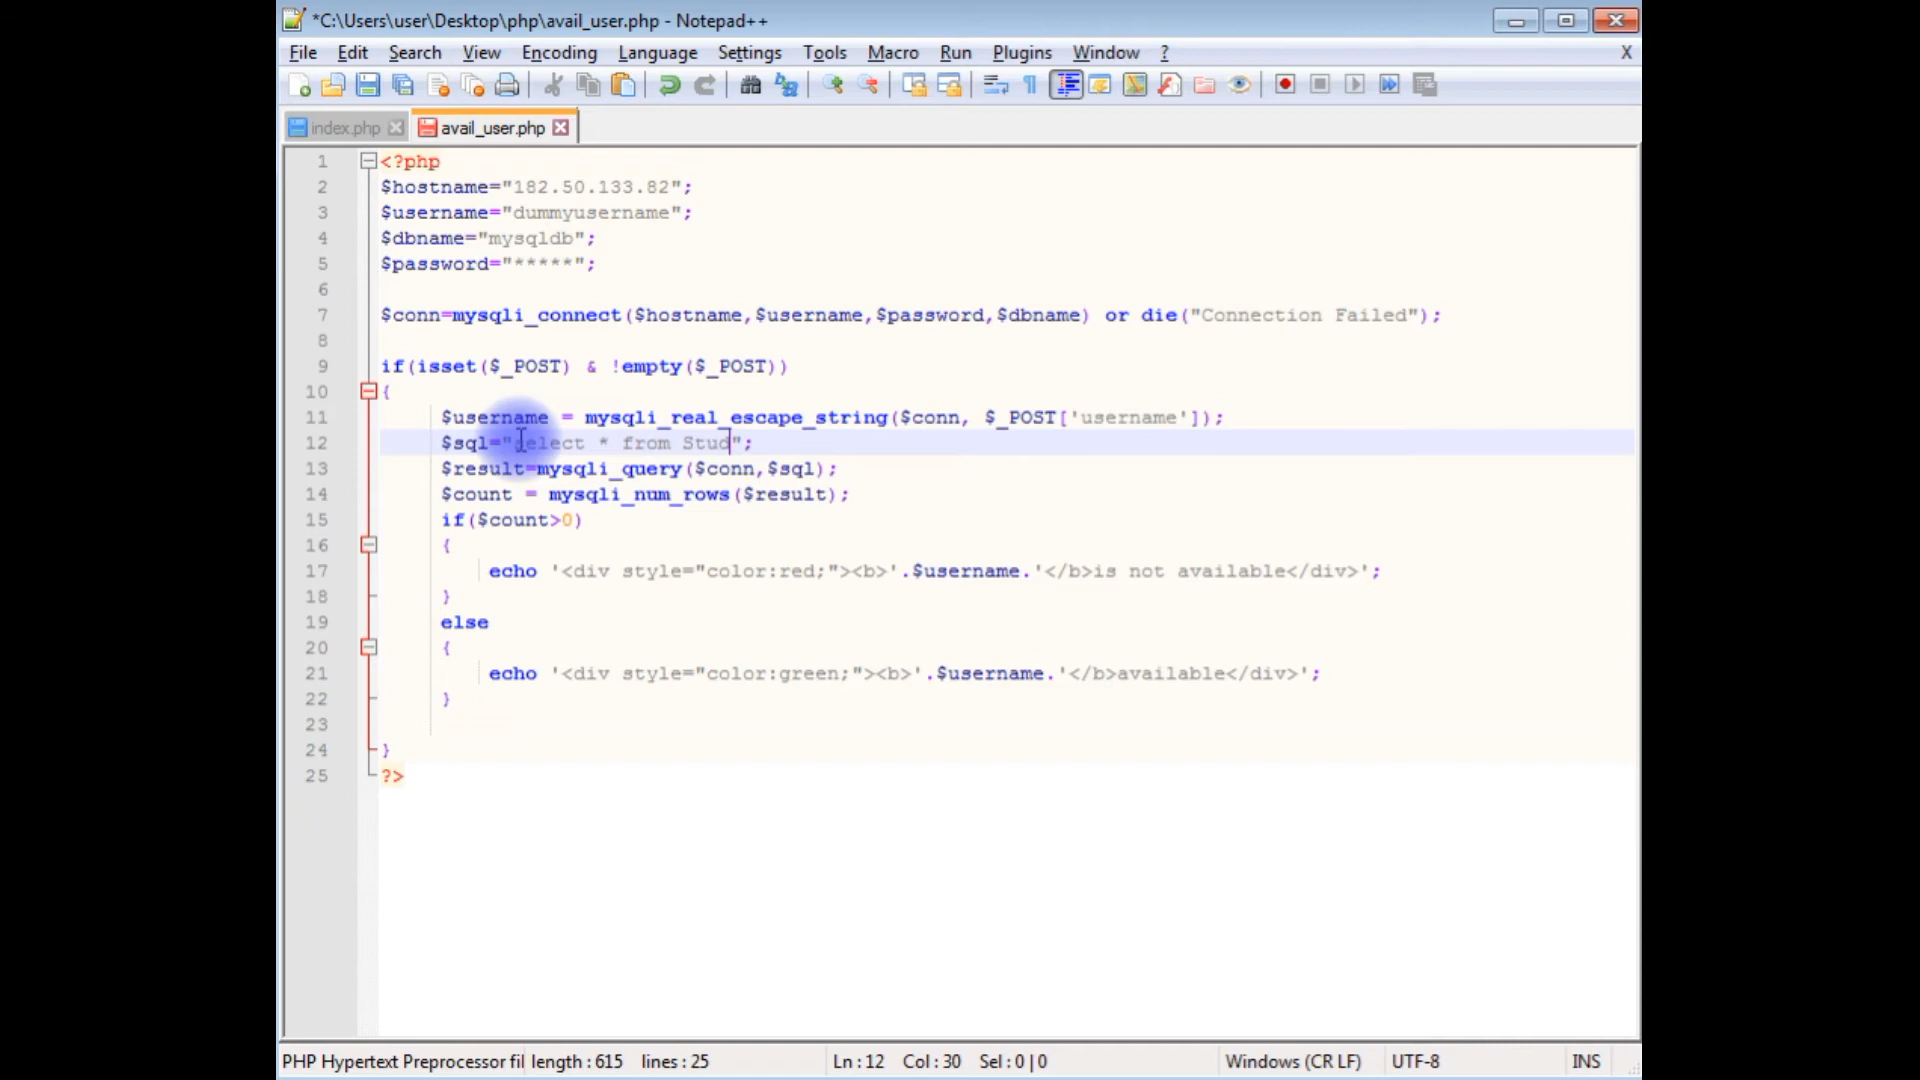 *C:\Users\user\Desktop\php\avail_user.php - Notepad++
File Edit Search View Encoding Language Settings Tools Macro Run Plugins Window ? X
index.php avail_user.php
1 <?php
2 $hostname="182.50.133.82";
3 $username="dummyusername";
4 $dbname="mysqldb";
5 $password="*****";
6
7 $conn=mysqli_connect($hostname,$username,$password,$dbname) or die("Connection Failed");
8
9 if(isset($_POST) & !empty($_POST))
10 {
11 $username = mysqli_real_escape_string($conn, $_POST['username']);
12 $sql="select * from Stud";
13 $result=mysqli_query($conn,$sql);
14 $count = mysqli_num_rows($result);
15 if($count>0)
16 {
17 echo '<div style="color:red;"><b>'.$username.'</b>is not available</div>';
18 }
19 else
20 {
21 echo '<div style="color:green;"><b>'.$username.'</b>available</div>';
22 }
23
24 }
25 ?>
PHP Hypertext Preprocessor fil length : 615 lines : 25 Ln : 12 Col : 30 Sel : 0 | 0 Windows (CR LF) UTF-8 INS